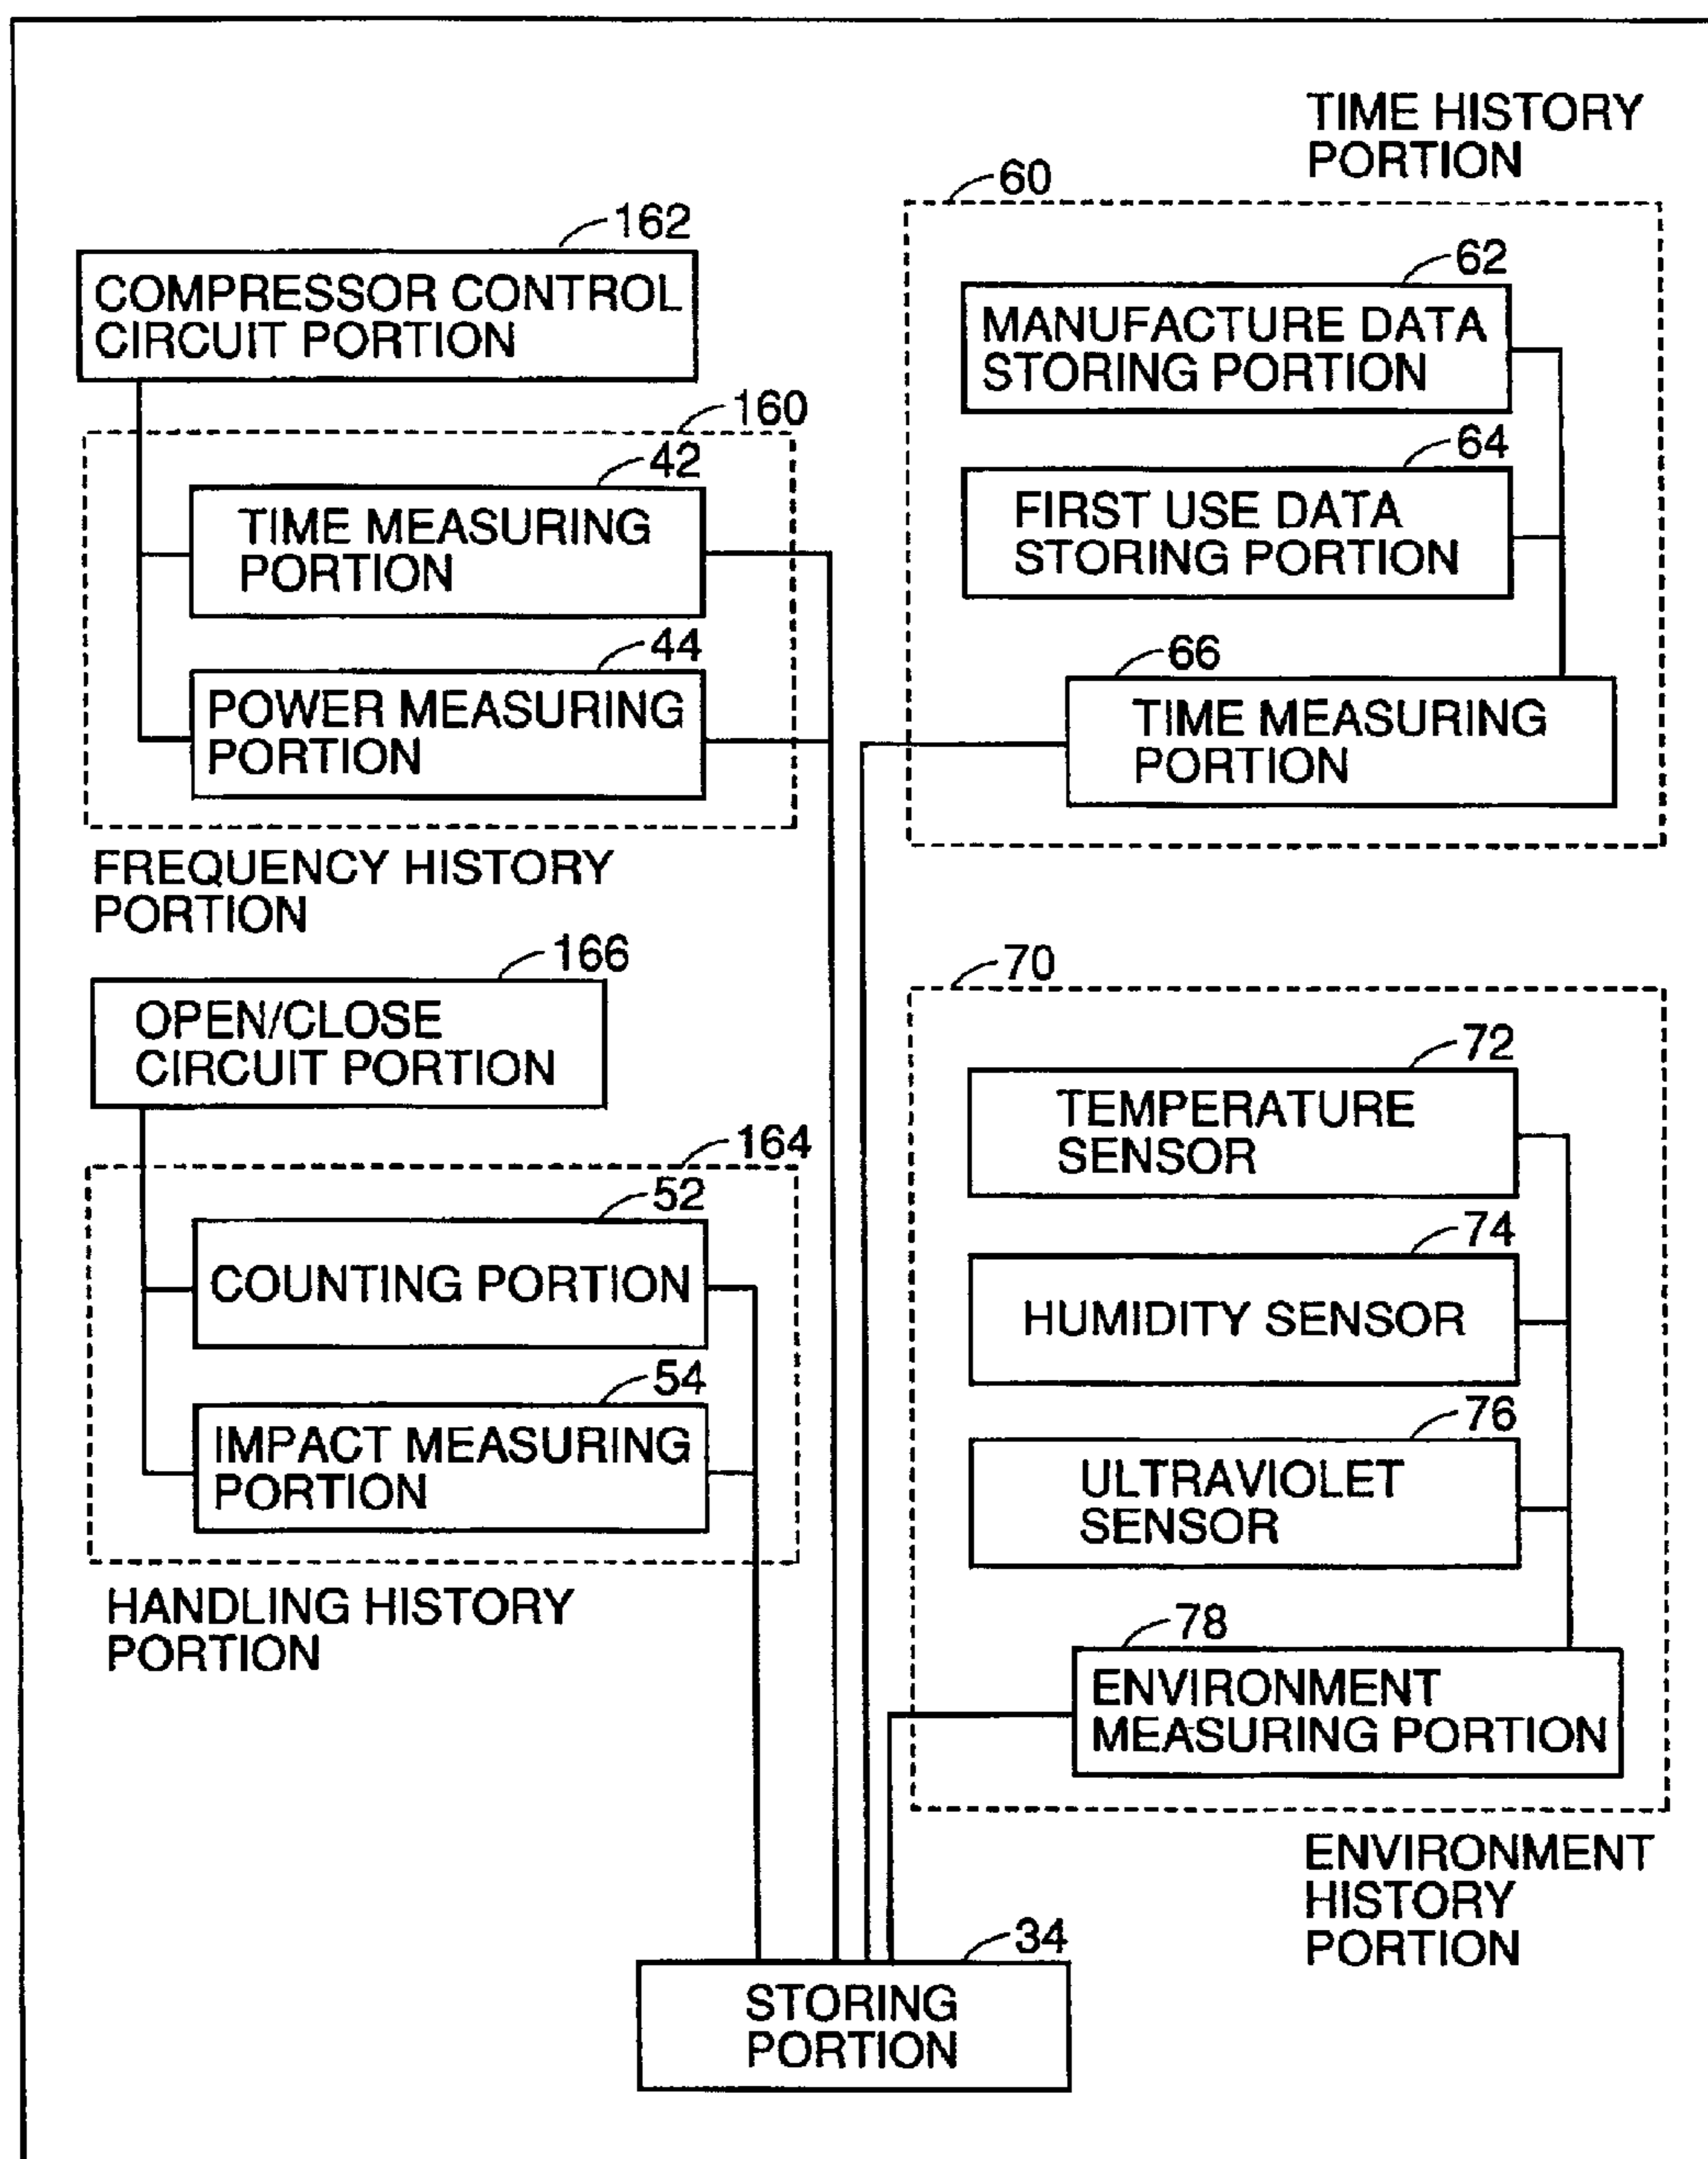 TIME HISTORY
PORTION
60
162
COMPRESSOR CONTROL
CIRCUIT PORTION
62
MANUFACTURE DATA
STORING PORTION
160
42
TIME MEASURING
PORTION
64
FIRST USE DATA
STORING PORTION
44
POWER MEASURING
PORTION
66
TIME MEASURING
PORTION
FREQUENCY HISTORY
PORTION
166
OPEN/CLOSE
CIRCUIT PORTION
70
72
TEMPERATURE
SENSOR
164
52
COUNTING PORTION
74
HUMIDITY SENSOR
54
IMPACT MEASURING
PORTION
76
ULTRAVIOLET
SENSOR
HANDLING HISTORY
PORTION
78
ENVIRONMENT
MEASURING PORTION
ENVIRONMENT
HISTORY
PORTION
34
STORING
PORTION